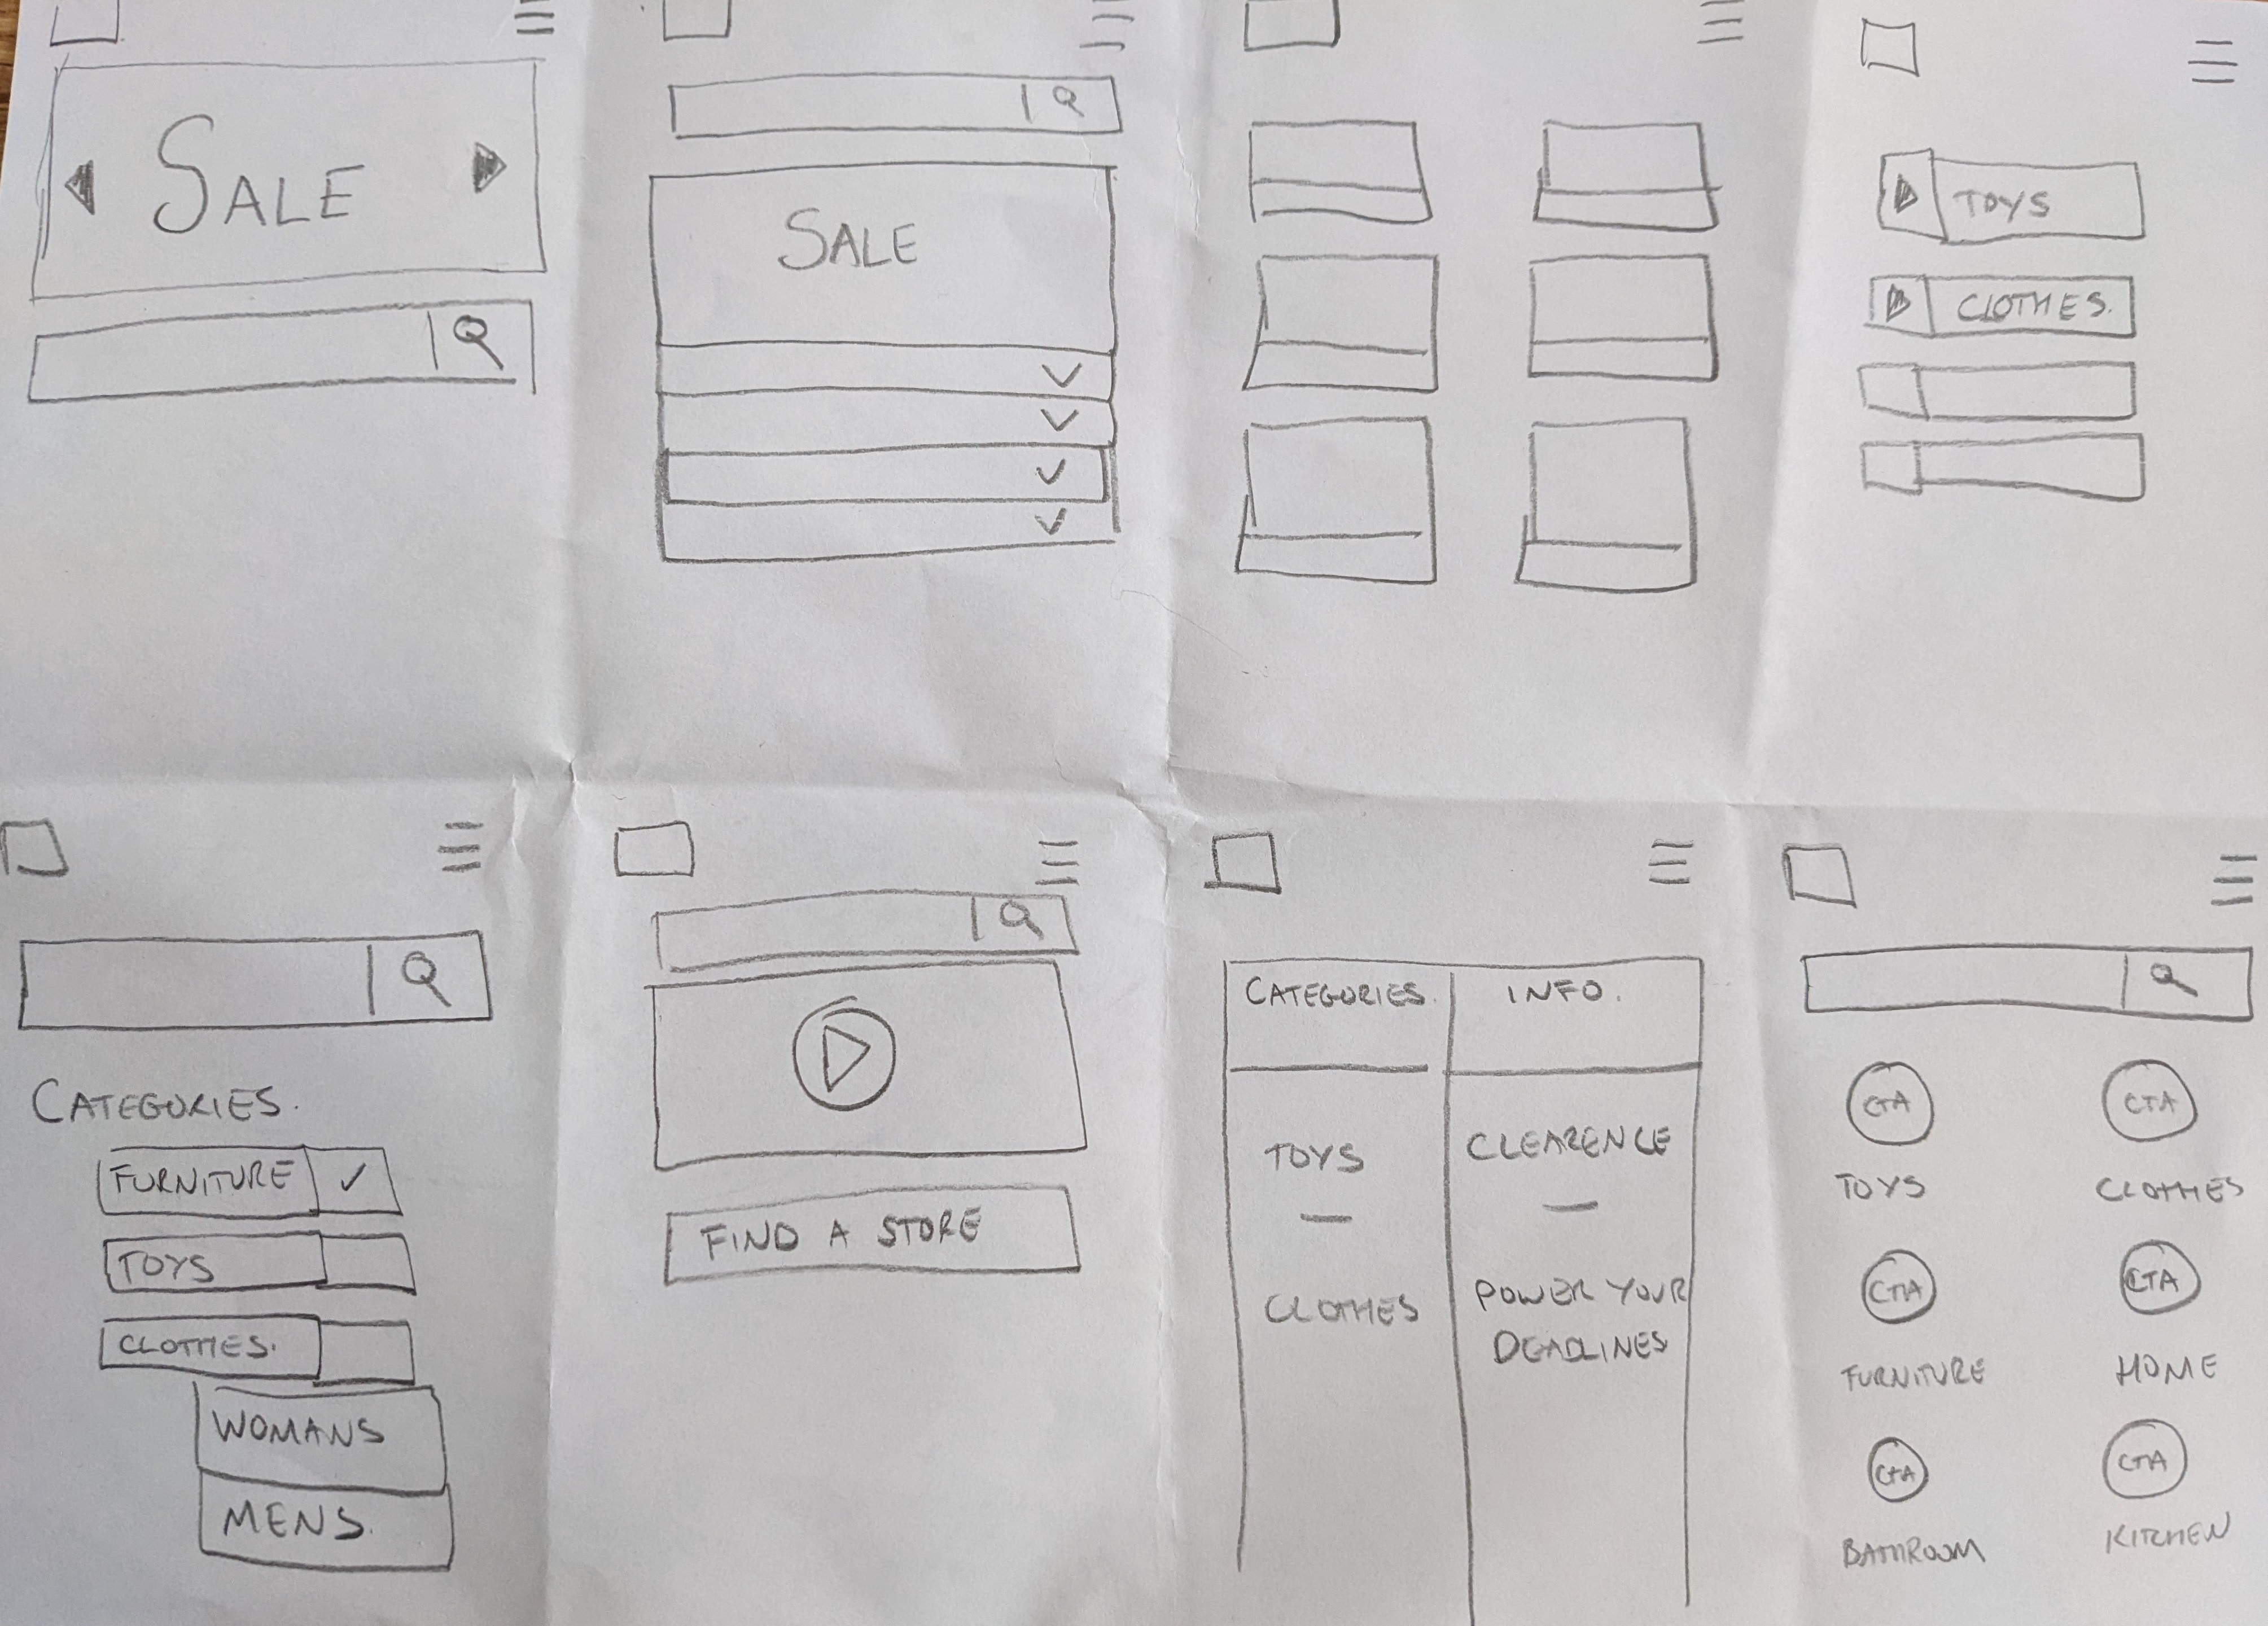 SALE
SALE
TOYS
CLOTHES.
CATEGORIES.
FURNITURE
TOYS
CLOTHES.
WOMANS
MENS.
FIND A STORE
CATEGORIES.
INFO.
TOYS
CLEARENCE
CLOTHES
POWER YOUR
DEADLINES
CTA
CTA
TOYS
CLOTHES
CTA
CTA
FURNITURE
HOME
CTA
CTA
BATHROOM
KITCHEN